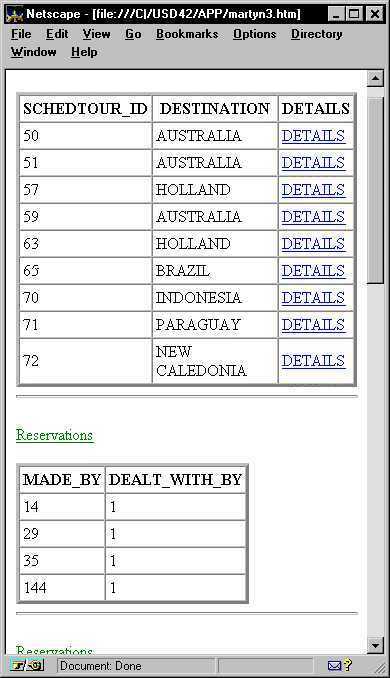 Netscape - [file:///C|/USD42/APP/martyn3.htm]
File Edit View Go Bookmarks Options Directory
Window Help
SCHEDTOUR_ID DESTINATION DETAILS
50 AUSTRALIA DETAILS
51 AUSTRALIA DETAILS
57 HOLLAND DETAILS
59 AUSTRALIA DETAILS
63 HOLLAND DETAILS
65 BRAZIL DETAILS
70 INDONESIA DETAILS
71 PARAGUAY DETAILS
72 NEW CALEDONIA DETAILS
Reservations
MADE_BY DEALT_WITH_BY
14 1
29 1
35 1
144 1
Reservations
Document: Done
?